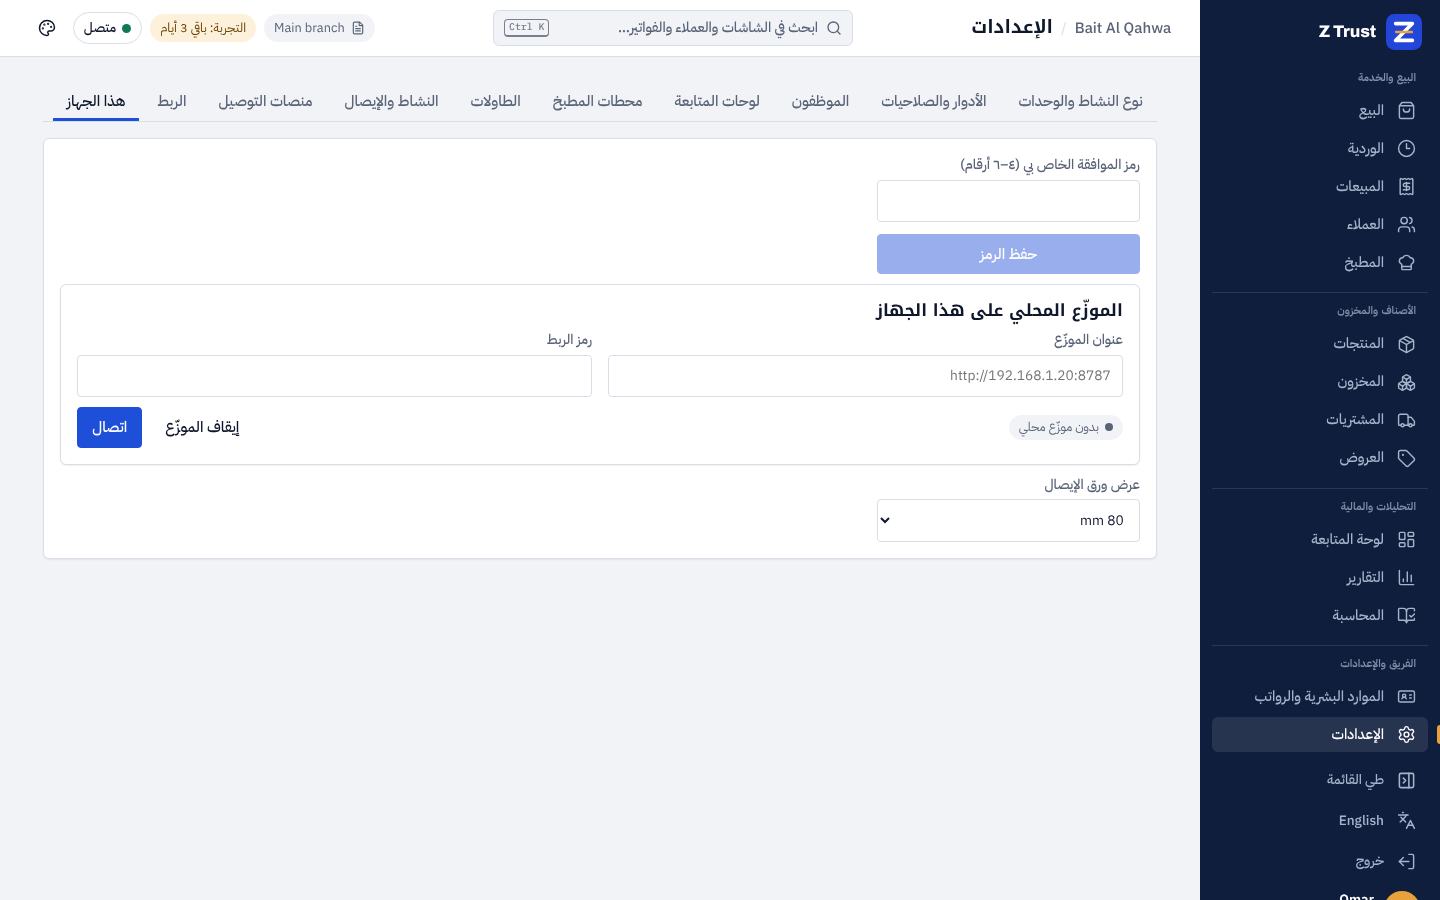 Z Trust
البيع والخدمة
البيع
الوردية
المبيعات
العملاء
المطبخ
الأصناف والمخزون
المنتجات
المخزون
المشتريات
العروض
التحليلات والمالية
لوحة المتابعة
التقارير
المحاسبة
الفريق والإعدادات
الموارد البشرية والرواتب
الإعدادات
طي القائمة
English
خروج
Omar
Bait Al Qahwa / الإعدادات
ابحث في الشاشات والعملاء والفواتير... Ctrl K
Main branch
التجربة: باقي 3 أيام
متصل
نوع النشاط والوحدات
الأدوار والصلاحيات
الموظفون
لوحات المتابعة
محطات المطبخ
الطاولات
النشاط والإيصال
منصات التوصيل
الربط
هذا الجهاز
رمز الموافقة الخاص بي (٤–٦ أرقام)
حفظ الرمز
الموزّع المحلي على هذا الجهاز
عنوان الموزّع
رمز الربط
http://192.168.1.20:8787
بدون موزّع محلي
إيقاف الموزّع
اتصال
عرض ورق الإيصال
80 mm